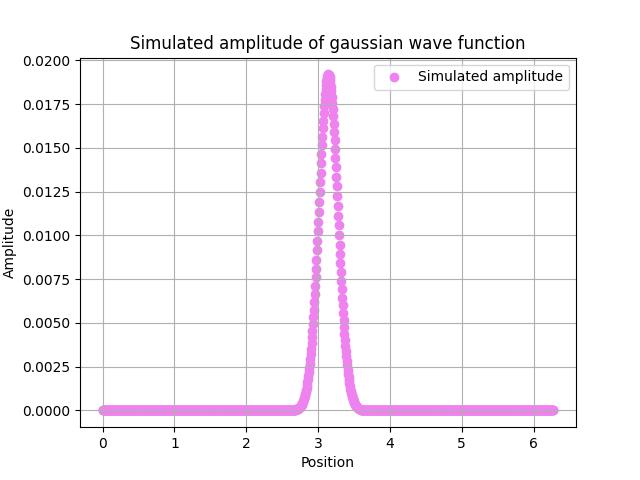 Simulated amplitude of gaussian wave function
Simulated amplitude
0.0200
0.0175
0.0150
0.0125
0.0100
0.0075
0.0050
0.0025
0.0000
Amplitude
0 1 2 3 4 5 6
Position